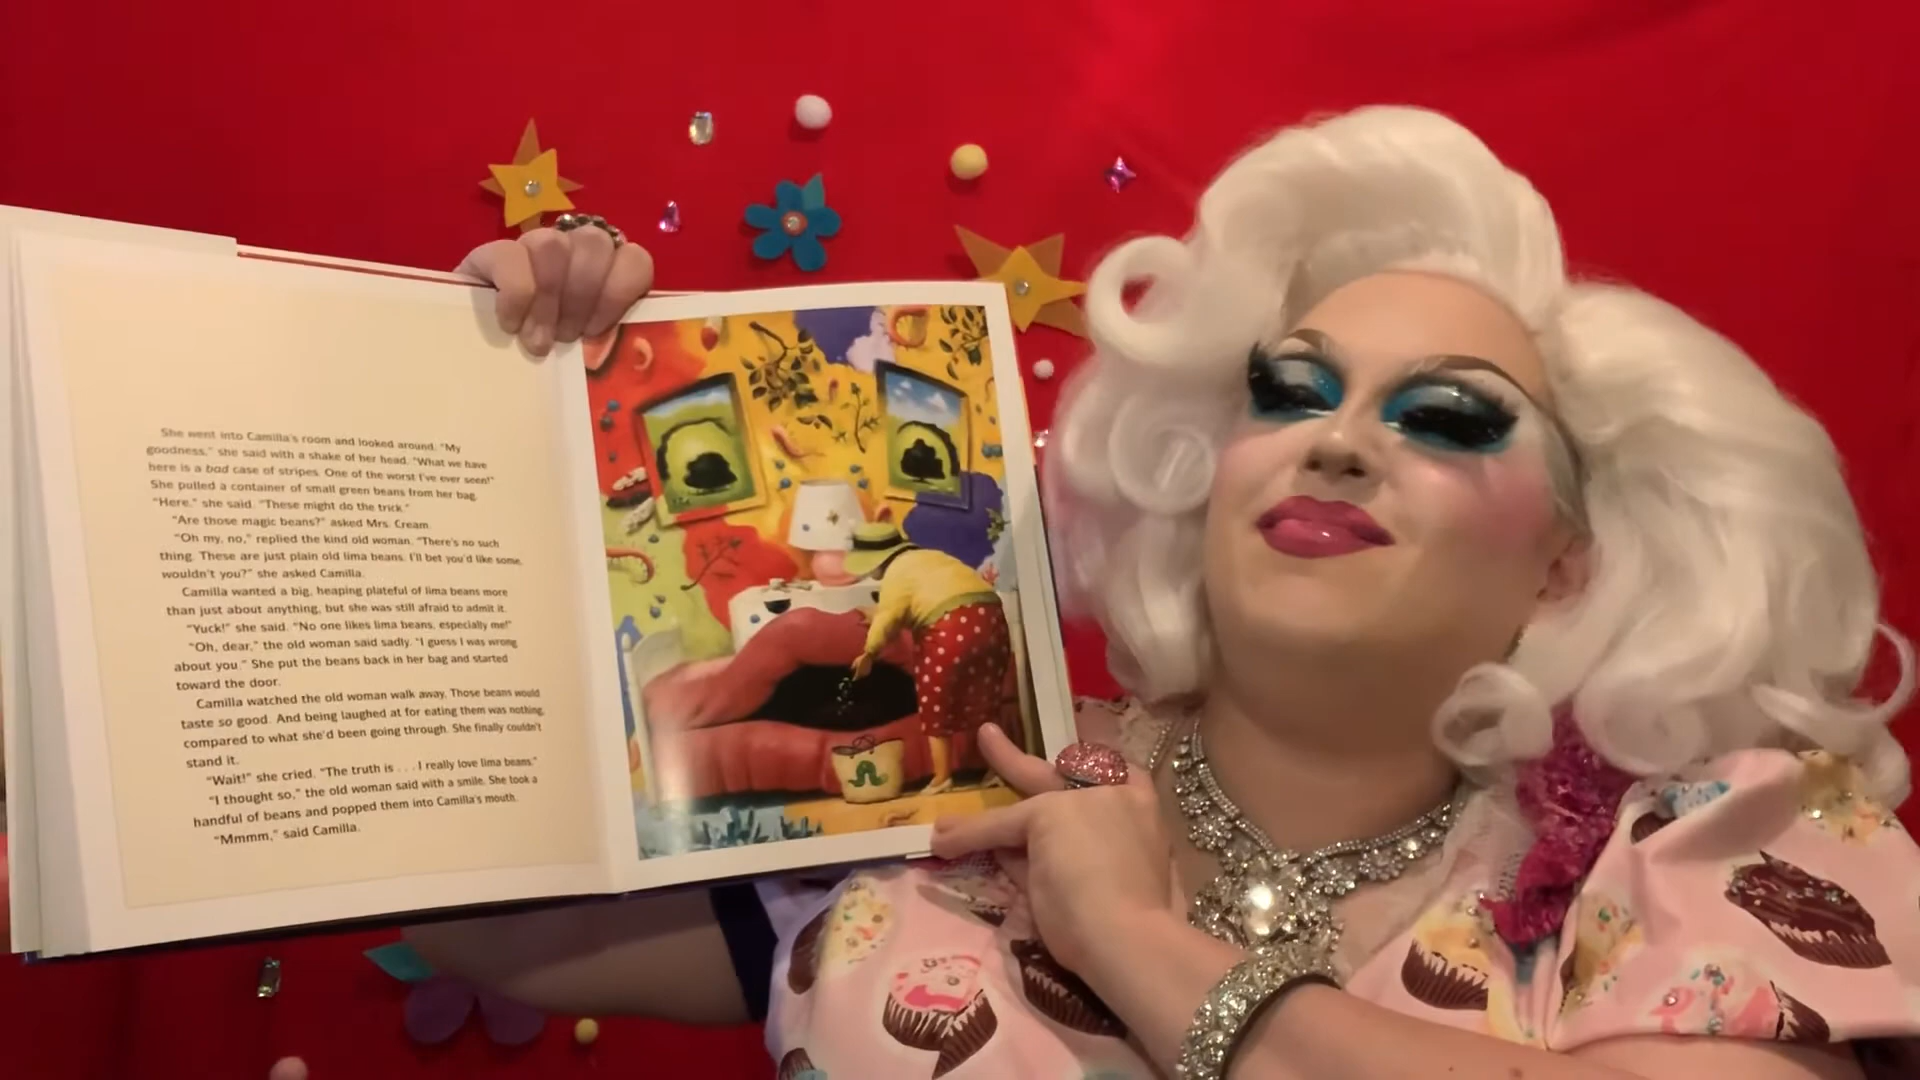 She went into Camilla's room and looked around. "My
goodness," she said with a shake of her head. "What we have
here is a bad case of stripes. One of the worst I've ever seen!"
She pulled a container of small green beans from her bag.
"Here," she said. "These might do the trick."
"Are those magic beans?" asked Mrs. Cream.
"Oh my, no," replied the kind old woman. "There's no such
thing. These are just plain old lima beans. I'll bet you'd like some,
wouldn't you?" she asked Camilla.
Camilla wanted a big, heaping plateful of lima beans more
than just about anything, but she was still afraid to admit it.
"Yuck!" she said. "No one likes lima beans, especially me!"
"Oh, dear," the old woman said sadly. "I guess I was wrong
about you." She put the beans back in her bag and started
toward the door.
Camilla watched the old woman walk away. Those beans would
taste so good. And being laughed at for eating them was nothing,
compared to what she'd been going through. She finally couldn't
stand it.
"Wait!" she cried. "The truth is . . . I really love lima beans."
"I thought so," the old woman said with a smile. She took a
handful of beans and popped them into Camilla's mouth.
"Mmmm," said Camilla.